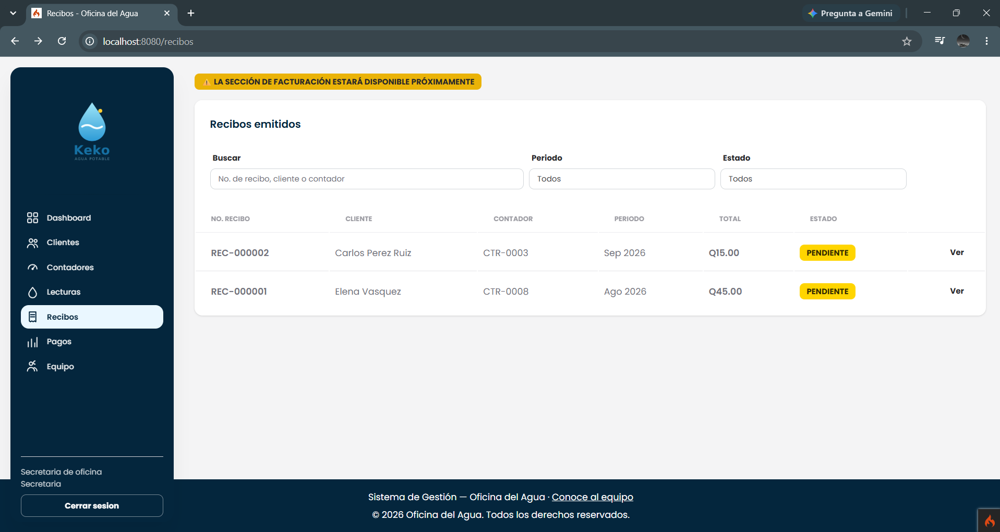 Recibos - Oficina del Agua
Pregunta a Gemini
localhost:8080/recibos
Keko
AGUA POTABLE
Dashboard
Clientes
Contadores
Lecturas
Recibos
Pagos
Equipo
Secretaria de oficina
Secretaria
Cerrar sesion
LA SECCIÓN DE FACTURACIÓN ESTARÁ DISPONIBLE PRÓXIMAMENTE
Recibos emitidos
Buscar Periodo Estado
No. de recibo, cliente o contador Todos Todos
NO. RECIBO CLIENTE CONTADOR PERIODO TOTAL ESTADO
REC-000002 Carlos Perez Ruiz CTR-0003 Sep 2026 Q15.00 PENDIENTE Ver
REC-000001 Elena Vasquez CTR-0008 Ago 2026 Q45.00 PENDIENTE Ver
Sistema de Gestión — Oficina del Agua · Conoce al equipo
© 2026 Oficina del Agua. Todos los derechos reservados.